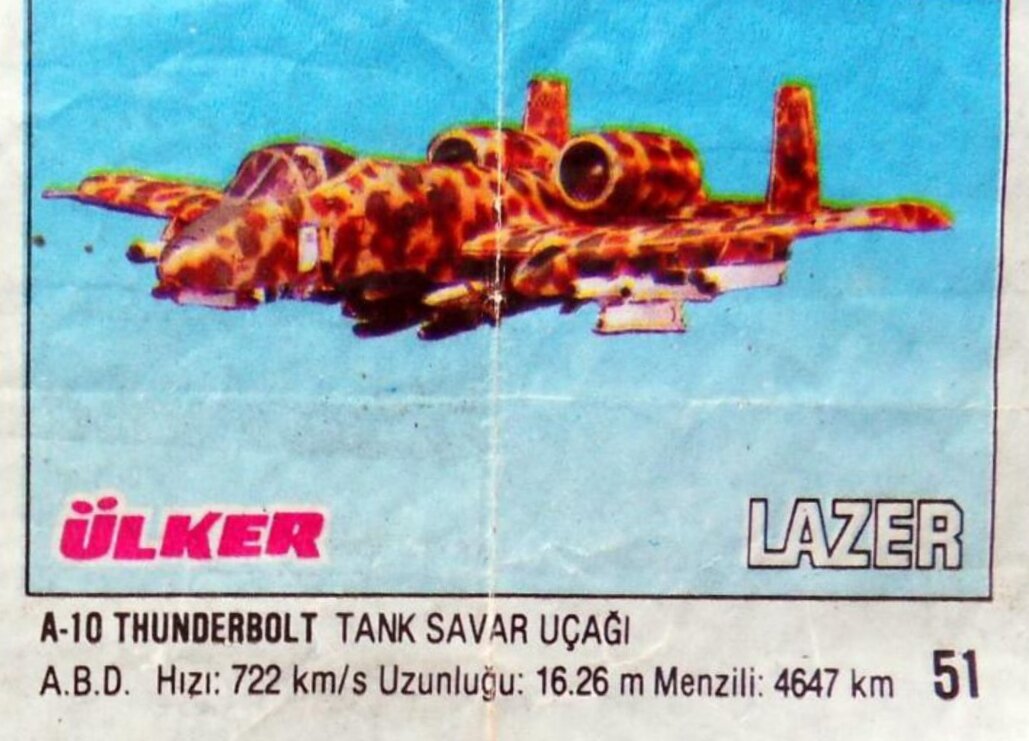 ÜLKER
LAZER
A-10 THUNDERBOLT TANK SAVAR UÇAĞI
A.B.D. Hızı: 722 km/s Uzunluğu: 16.26 m Menzili: 4647 km 51